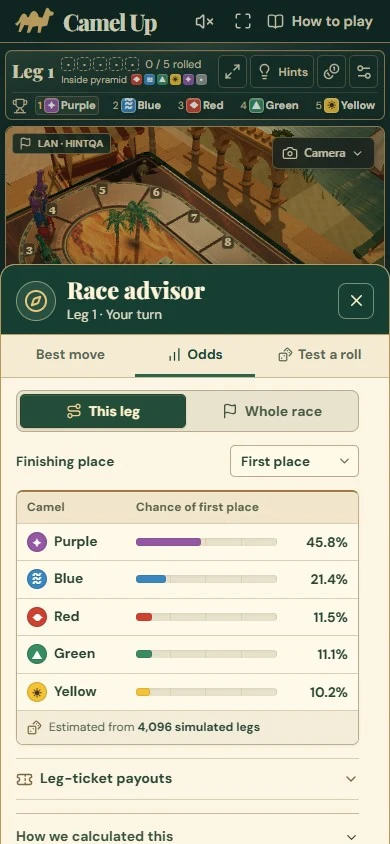 Camel Up
How to play
Leg 1
0 / 5 rolled
Inside pyramid
Hints
1 Purple 2 Blue 3 Red 4 Green 5 Yellow
LAN · HINTQA
Camera
5
6
4
7
3
8
Race advisor
Leg 1 · Your turn
Best move
Odds
Test a roll
This leg
Whole race
Finishing place
First place
Camel Chance of first place
Purple 45.8%
Blue 21.4%
Red 11.5%
Green 11.1%
Yellow 10.2%
Estimated from 4,096 simulated legs
Leg-ticket payouts
How we calculated this